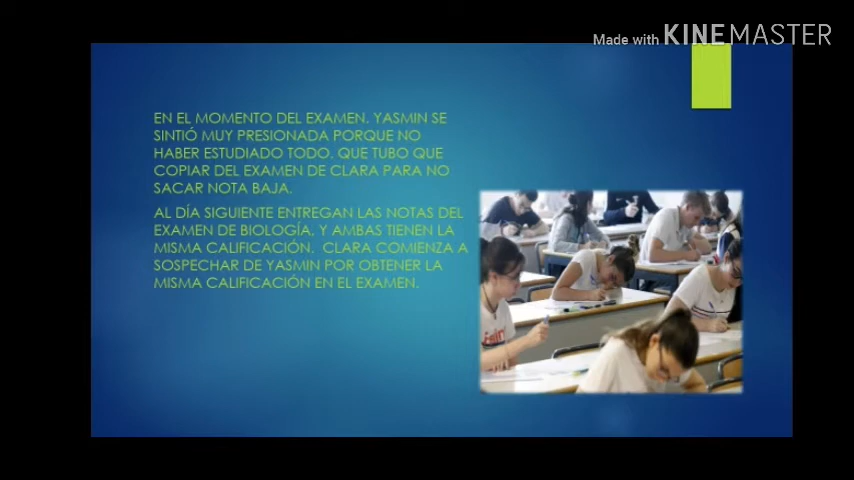 Made with KINEMASTER
EN EL MOMENTO DEL EXAMEN, YASMIN SE
SINTIÓ MUY PRESIONADA PORQUE NO
HABER ESTUDIADO TODO. QUE TUBO QUE
COPIAR DEL EXAMEN DE CLARA PARA NO
SACAR NOTA BAJA.
AL DÍA SIGUIENTE ENTREGAN LAS NOTAS DEL
EXAMEN DE BIOLOGÍA, Y AMBAS TIENEN LA
MISMA CALIFICACIÓN. CLARA COMIENZA A
SOSPECHAR DE YASMIN POR OBTENER LA
MISMA CALIFICACIÓN EN EL EXAMEN.